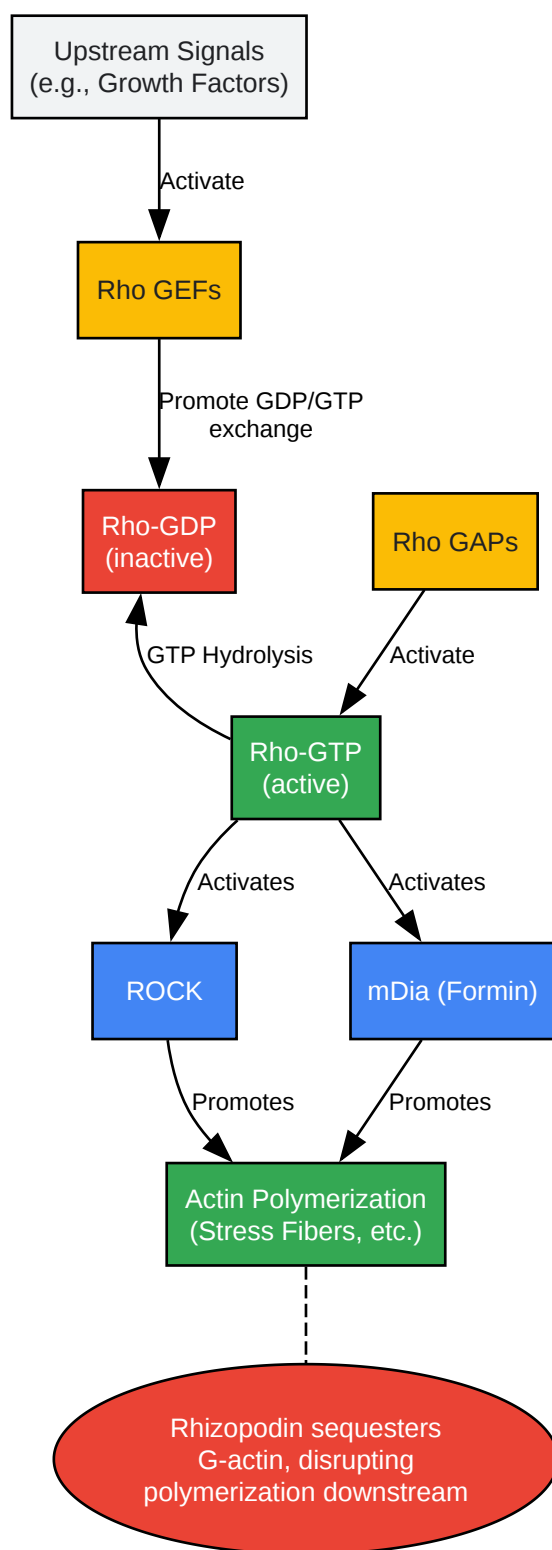 Upstream Signals
(e.g., Growth Factors)
Activate
Rho GEFs
Promote GDP/GTP
exchange
Rho-GDP
(inactive)
Rho GAPs
GTP Hydrolysis
Activate
Rho-GTP
(active)
Activates
Activates
ROCK
mDia (Formin)
Promotes
Promotes
Actin Polymerization
(Stress Fibers, etc.)
Rhizopodin sequesters
G-actin, disrupting
polymerization downstream